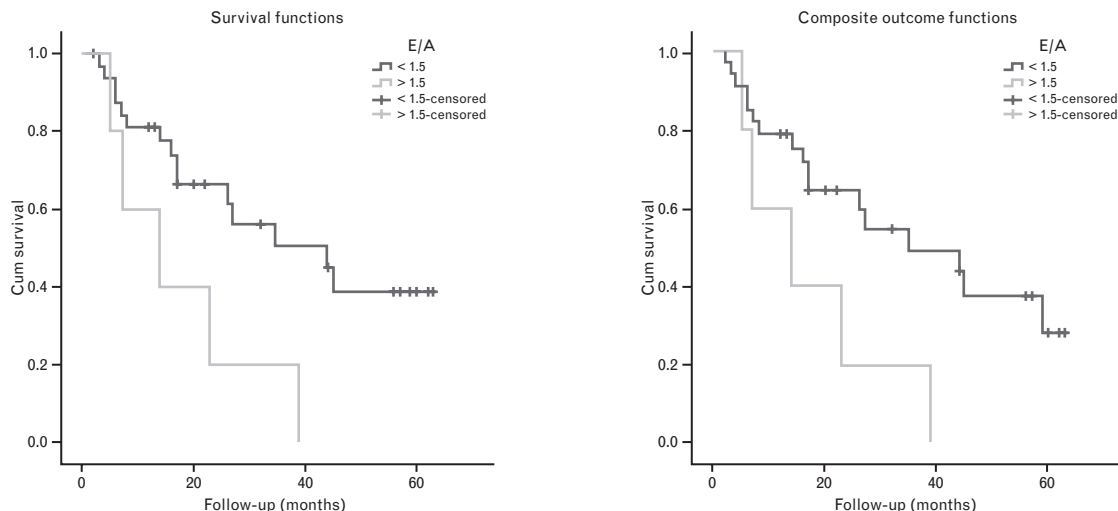 Survival functions
1.0
0.8
0.6
0.4
0.2
0.0
Cum survival
0
20
40
60
Follow-up (months)
E/A
< 1.5
> 1.5
< 1.5-censored
> 1.5-censored
Composite outcome functions
1.0
0.8
0.6
0.4
0.2
0.0
Cum survival
0
20
40
60
Follow-up (months)
E/A
< 1.5
> 1.5
< 1.5-censored
> 1.5-censored